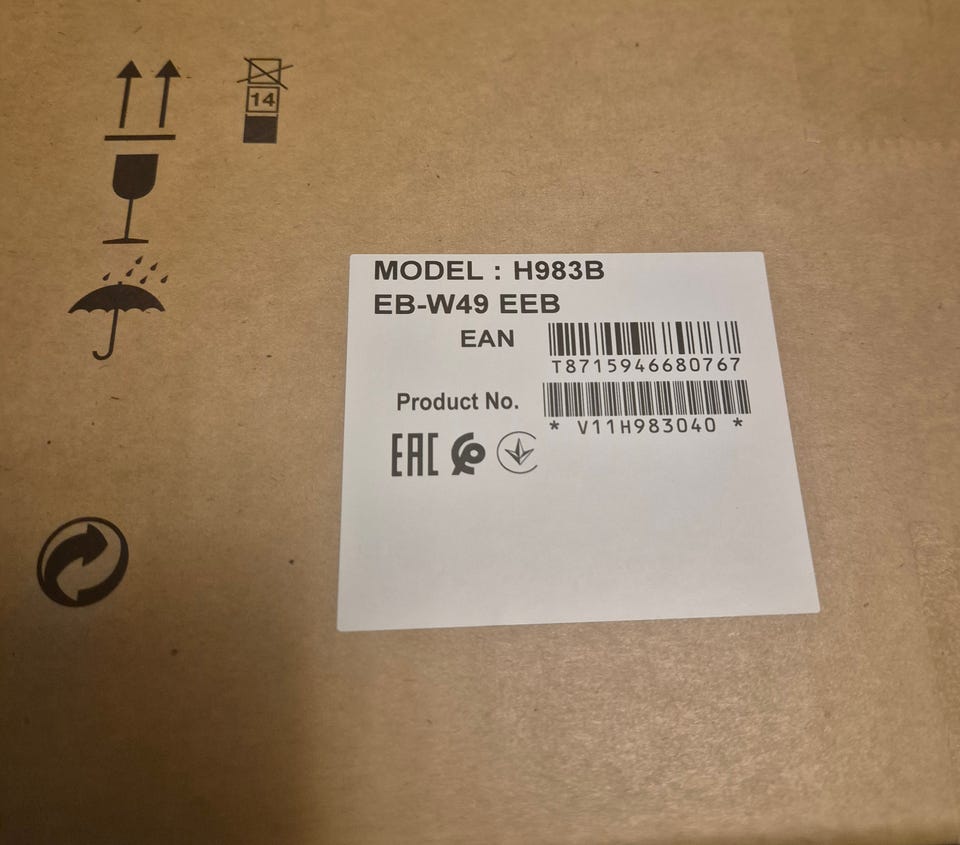 14
MODEL : H983B
EB-W49 EEB
EAN
T8715946680767
Product No.
* V11H983040 *
EAC